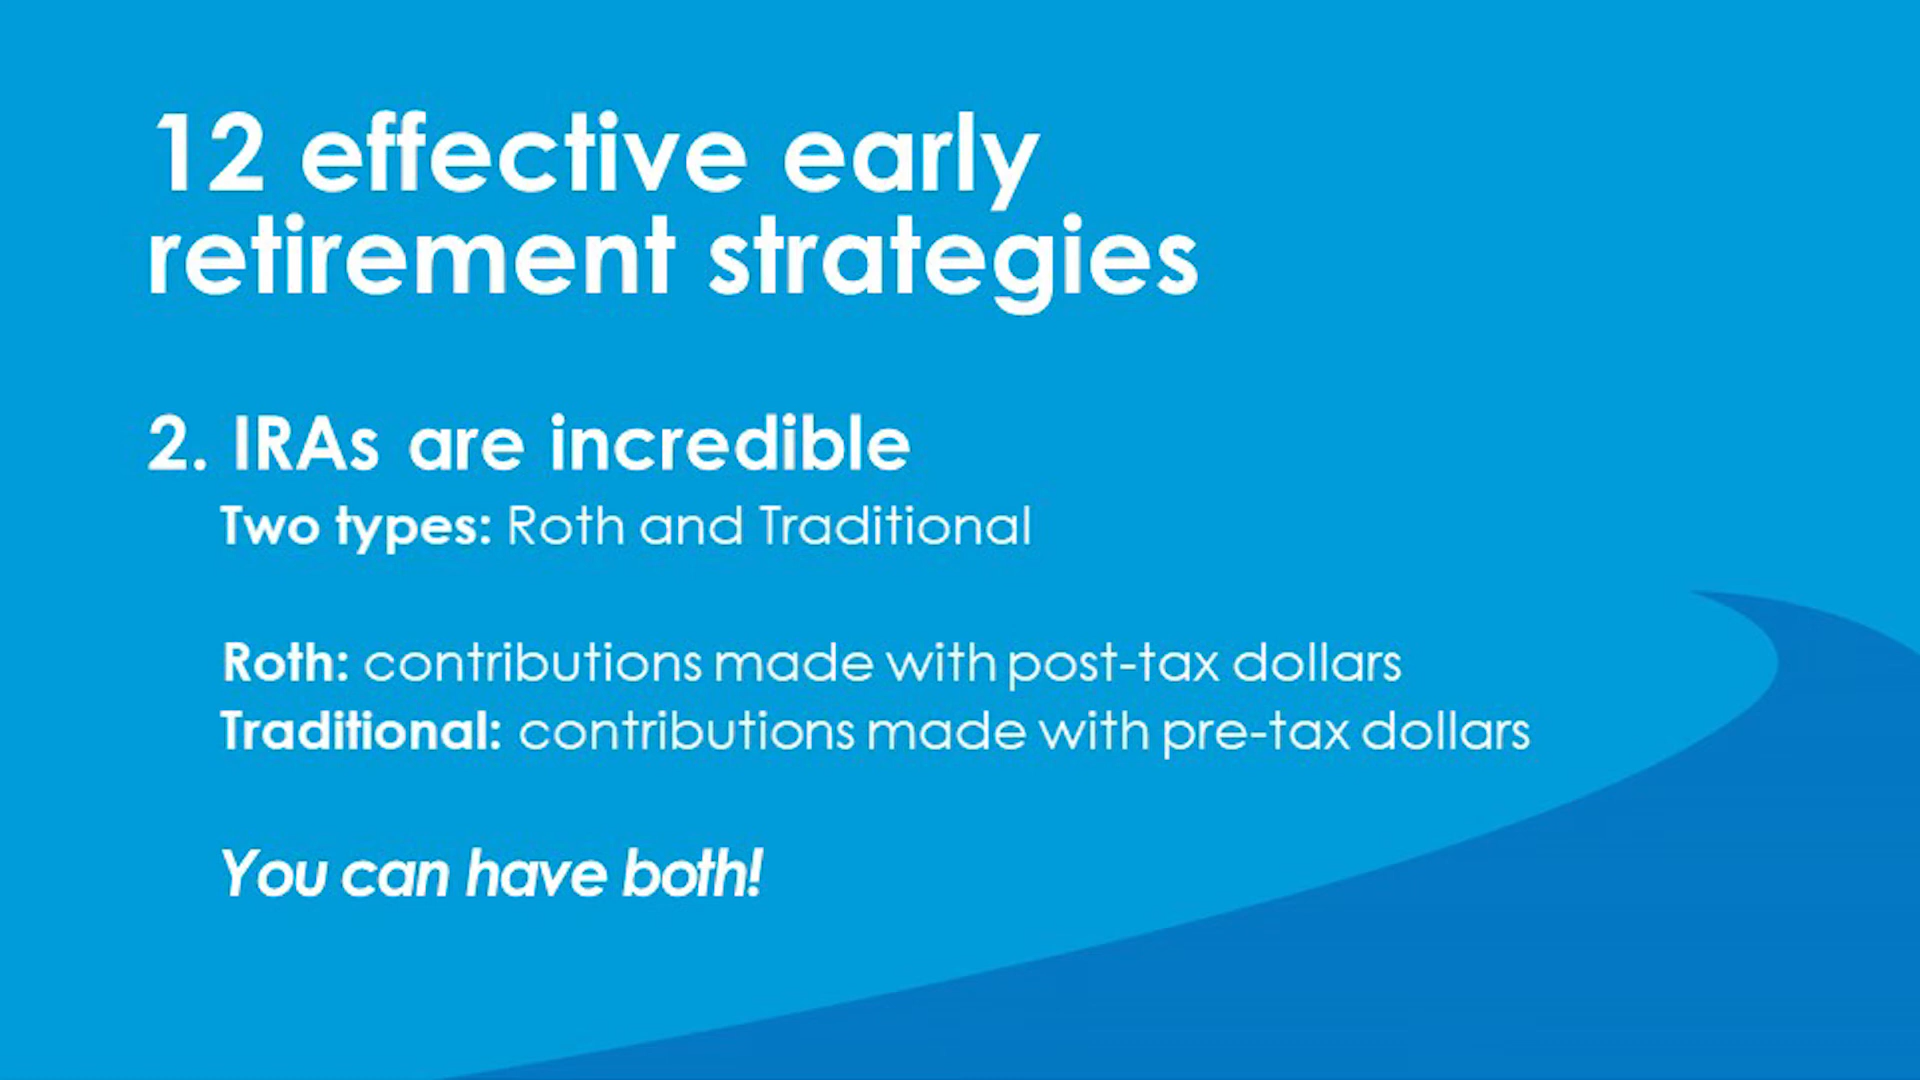 12 effective early
retirement strategies
2. IRAs are incredible
Two types: Roth and Traditional
Roth: contributions made with post-tax dollars
Traditional: contributions made with pre-tax dollars
You can have both!